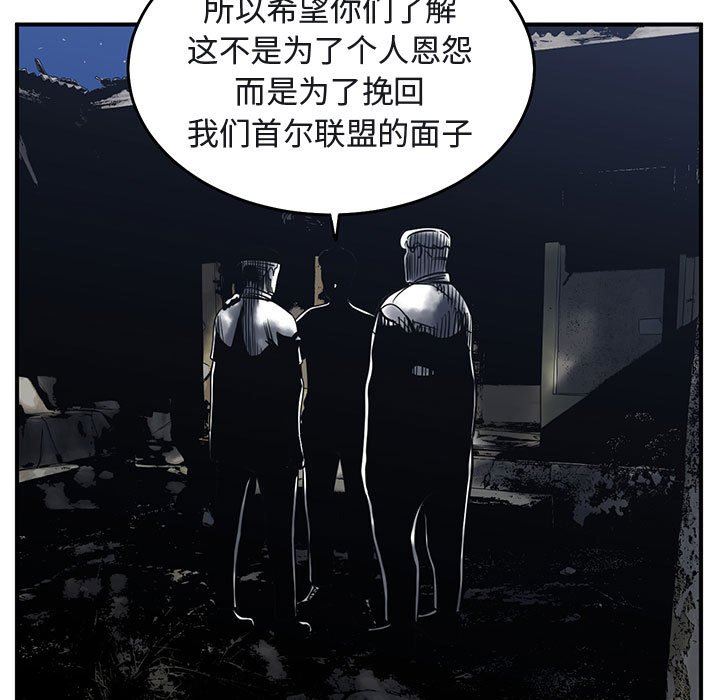 所以希望你们了解
这不是为了个人恩怨
而是为了挽回
我们首尔联盟的面子